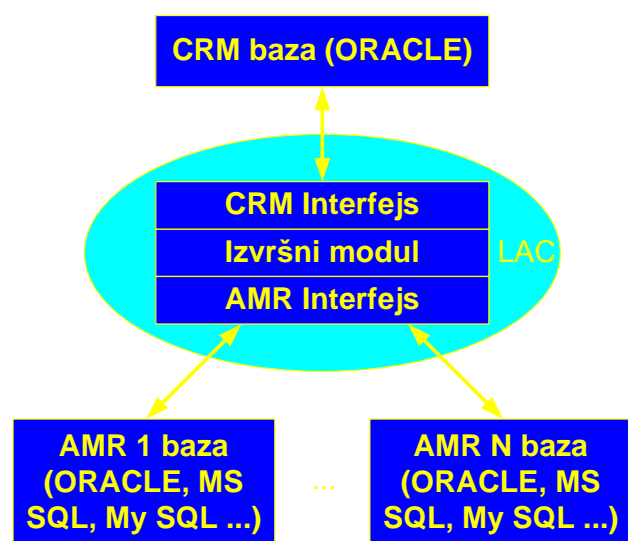 CRM baza (ORACLE)
CRM Interfejs
Izvršni modul
LAC
AMR Interfejs
AMR 1 baza
(ORACLE, MS
SQL, My SQL ...)
...
AMR N baza
(ORACLE, MS
SQL, My SQL ...)